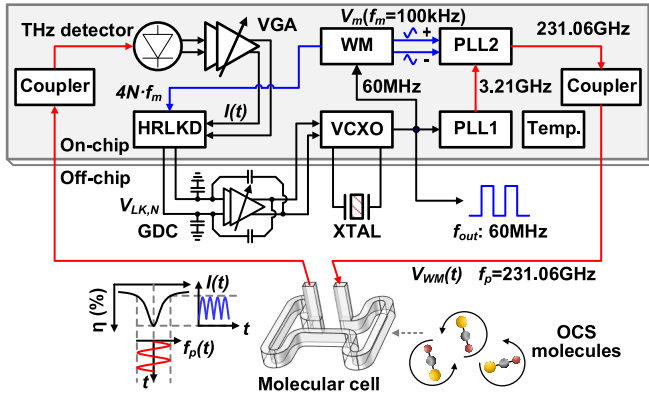 THz detector
VGA
Vm(fm=100kHz)
231.06GHz
Coupler
WM
+
-
PLL2
Coupler
4N·fm
I(t)
60MHz
3.21GHz
HRLKD
VCXO
PLL1
Temp.
On-chip
Off-chip
VLK,N
GDC
XTAL
fout: 60MHz
VWM(t) fp=231.06GHz
η (%)
I(t)
t
fp(t)
t
Molecular cell
OCS
molecules